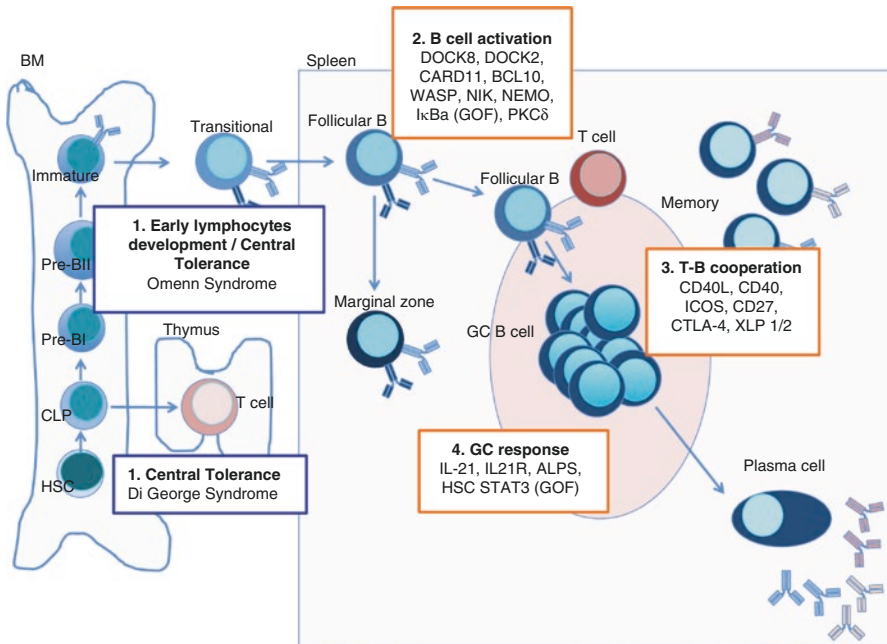 BM
Spleen
2. B cell activation
DOCK8, DOCK2,
CARD11, BCL10,
WASP, NIK, NEMO,
IκBa (GOF), PKCδ
Transitional
Follicular B
T cell
Immature
Follicular B
Memory
1. Early lymphocytes
development / Central
Tolerance
Omenn Syndrome
Pre-BII
3. T-B cooperation
CD40L, CD40,
ICOS, CD27,
CTLA-4, XLP 1/2
Marginal zone
Thymus
Pre-BI
GC B cell
T cell
CLP
4. GC response
IL-21, IL21R, ALPS,
HSC STAT3 (GOF)
1. Central Tolerance
Di George Syndrome
HSC
Plasma cell